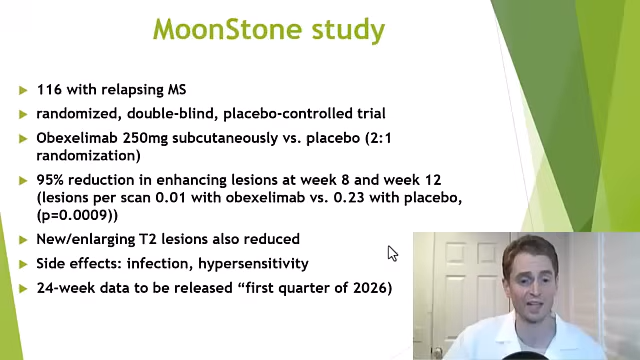 MoonStone study
116 with relapsing MS
randomized, double-blind, placebo-controlled trial
Obexelimab 250mg subcutaneously vs. placebo (2:1
randomization)
95% reduction in enhancing lesions at week 8 and week 12
(lesions per scan 0.01 with obexelimab vs. 0.23 with placebo,
(p=0.0009))
New/enlarging T2 lesions also reduced
Side effects: infection, hypersensitivity
24-week data to be released “first quarter of 2026)